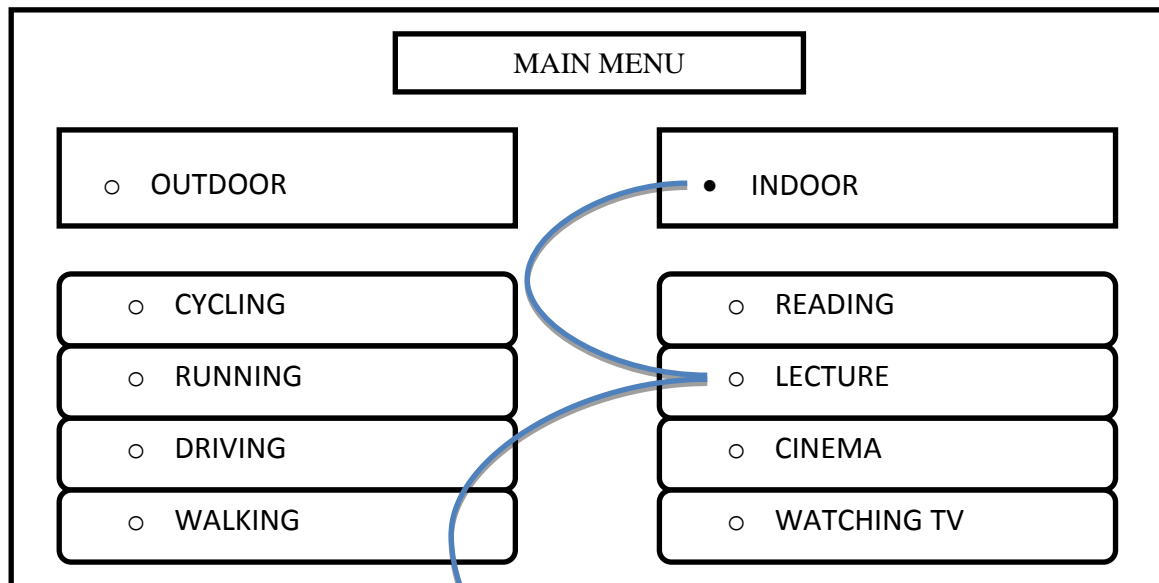 MAIN MENU
○ OUTDOOR
• INDOOR
○ CYCLING
○ READING
○ RUNNING
○ LECTURE
○ DRIVING
○ CINEMA
○ WALKING
○ WATCHING TV